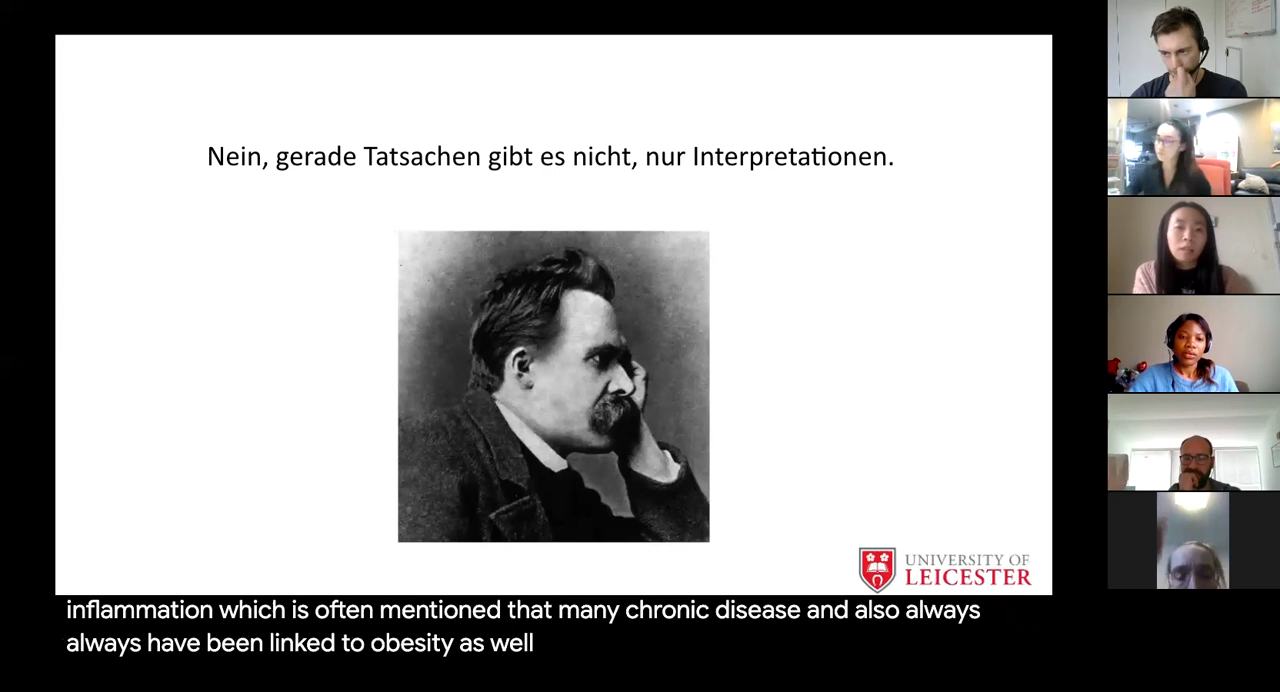 Nein, gerade Tatsachen gibt es nicht, nur Interpretationen.
UNIVERSITY OF
LEICESTER
inflammation which is often mentioned that many chronic disease and also always
always have been linked to obesity as well